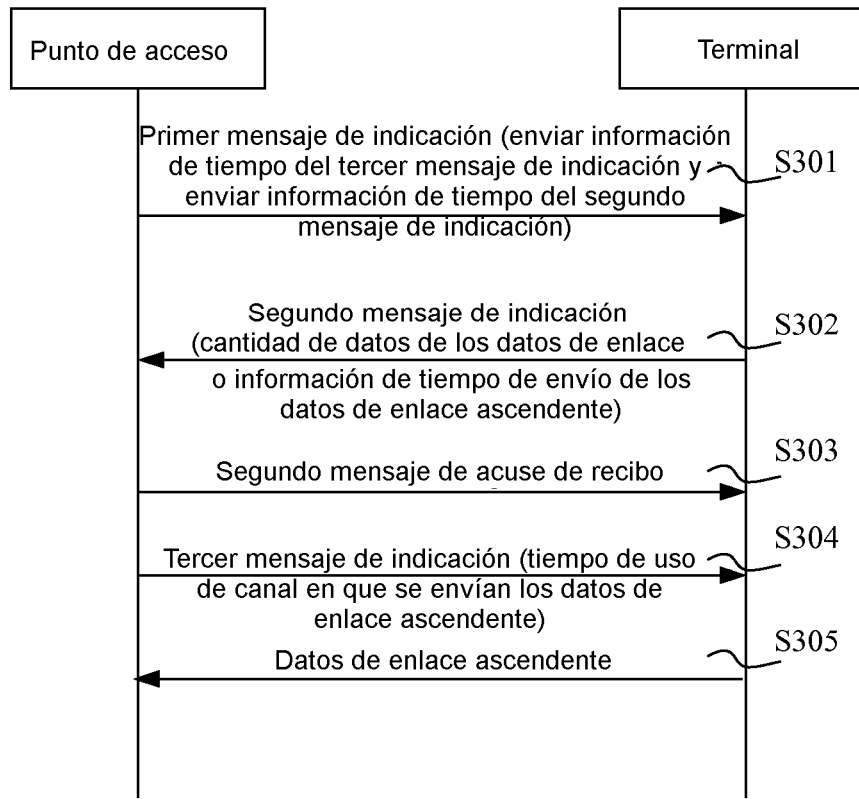 Punto de acceso
Terminal
Primer mensaje de indicación (enviar información
de tiempo del tercer mensaje de indicación y
enviar información de tiempo del segundo
mensaje de indicación)
S301
Segundo mensaje de indicación
(cantidad de datos de los datos de enlace
o información de tiempo de envío de los
datos de enlace ascendente)
S302
Segundo mensaje de acuse de recibo
S303
Tercer mensaje de indicación (tiempo de uso
de canal en que se envían los datos de
enlace ascendente)
S304
Datos de enlace ascendente
S305